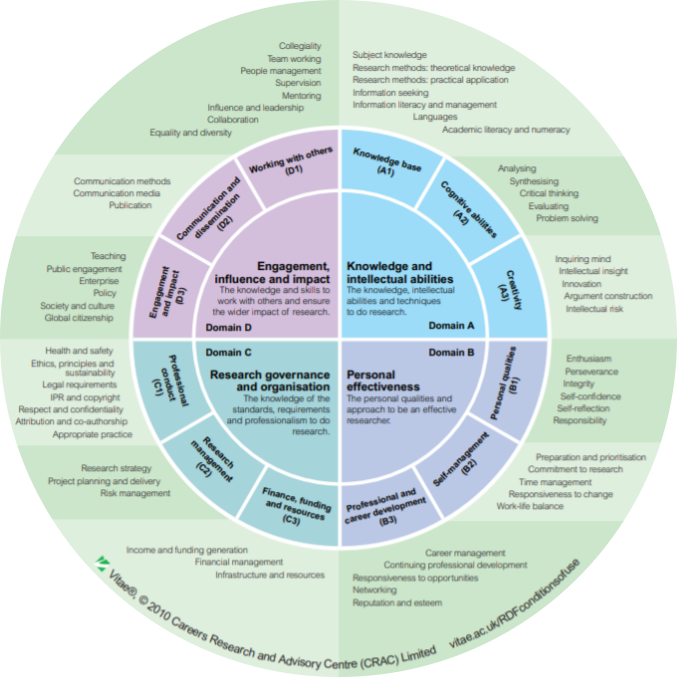 Collegiality
Team working
People management
Supervision
Mentoring
Influence and leadership
Collaboration
Equality and diversity
Subject knowledge
Research methods: theoretical knowledge
Research methods: practical application
Information seeking
Information literacy and management
Languages
Academic literacy and numeracy
Working with others
(D1)
Knowledge base
(A1)
Communication methods
Communication media
Publication
Communication and
dissemination
(D2)
Cognitive abilities
(A2)
Analysing
Synthesising
Critical thinking
Evaluating
Problem solving
Teaching
Public engagement
Enterprise
Policy
Society and culture
Global citizenship
Engagement
and impact
(D3)
Engagement,
influence and impact
The knowledge and skills to
work with others and ensure
the wider impact of research.
Domain D
Knowledge and
intellectual abilities
The knowledge, intellectual
abilities and techniques
to do research.
Domain A
Creativity
(A3)
Inquiring mind
Intellectual insight
Innovation
Argument construction
Intellectual risk
Health and safety
Ethics, principles and
sustainability
Legal requirements
IPR and copyright
Respect and confidentiality
Attribution and co-authorship
Appropriate practice
Professional
conduct
(C1)
Domain C
Research governance
and organisation
The knowledge of the
standards, requirements
and professionalism to do
research.
Domain B
Personal
effectiveness
The personal qualities and
approach to be an effective
researcher.
Personal qualities
(B1)
Enthusiasm
Perseverance
Integrity
Self-confidence
Self-reflection
Responsibility
Research strategy
Project planning and delivery
Risk management
Research
management
(C2)
Self-management
(B2)
Preparation and prioritisation
Commitment to research
Time management
Responsiveness to change
Work-life balance
Finance, funding
and resources
(C3)
Professional and
career development
(B3)
Income and funding generation
Financial management
Infrastructure and resources
Career management
Continuing professional development
Responsiveness to opportunities
Networking
Reputation and esteem
Vitae®, © 2010 Careers Research and Advisory Centre (CRAC) Limited
vitae.ac.uk/RDFconditionsofuse